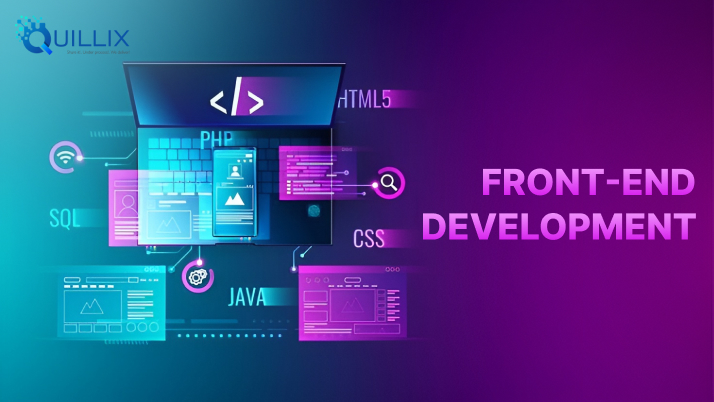 QUILLIX
</>
HTML5
PHP
SQL
CSS
JAVA
FRONT-END
DEVELOPMENT